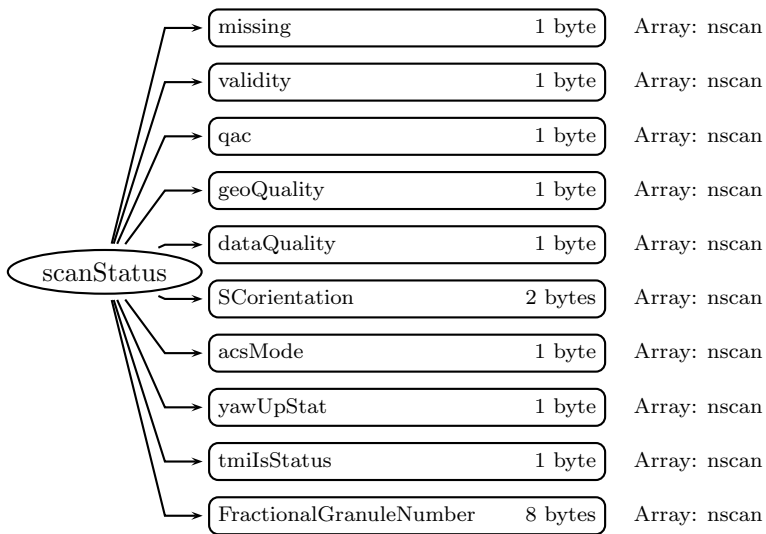 missing 1 byte Array: nscan
validity 1 byte Array: nscan
qac 1 byte Array: nscan
geoQuality 1 byte Array: nscan
dataQuality 1 byte Array: nscan
scanStatus
SCorientation 2 bytes Array: nscan
acsMode 1 byte Array: nscan
yawUpStat 1 byte Array: nscan
tmiIsStatus 1 byte Array: nscan
FractionalGranuleNumber 8 bytes Array: nscan